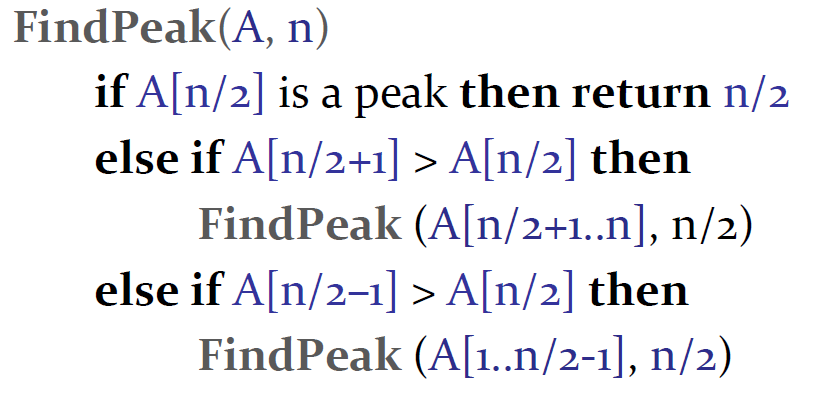 FindPeak(A, n)
if A[n/2] is a peak then return n/2
else if A[n/2+1] > A[n/2] then
FindPeak (A[n/2+1..n], n/2)
else if A[n/2–1] > A[n/2] then
FindPeak (A[1..n/2-1], n/2)